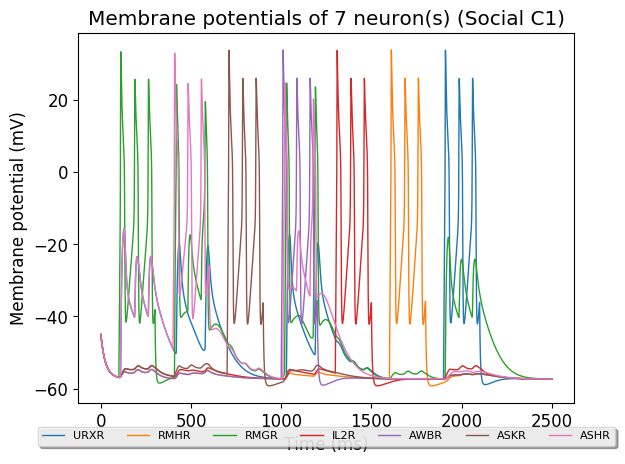 Membrane potentials of 7 neuron(s) (Social C1)
Membrane potential (mV)
20
0
−20
−40
−60
0 500 1000 1500 2000 2500
Time (ms)
URXR RMHR RMGR IL2R AWBR ASKR ASHR